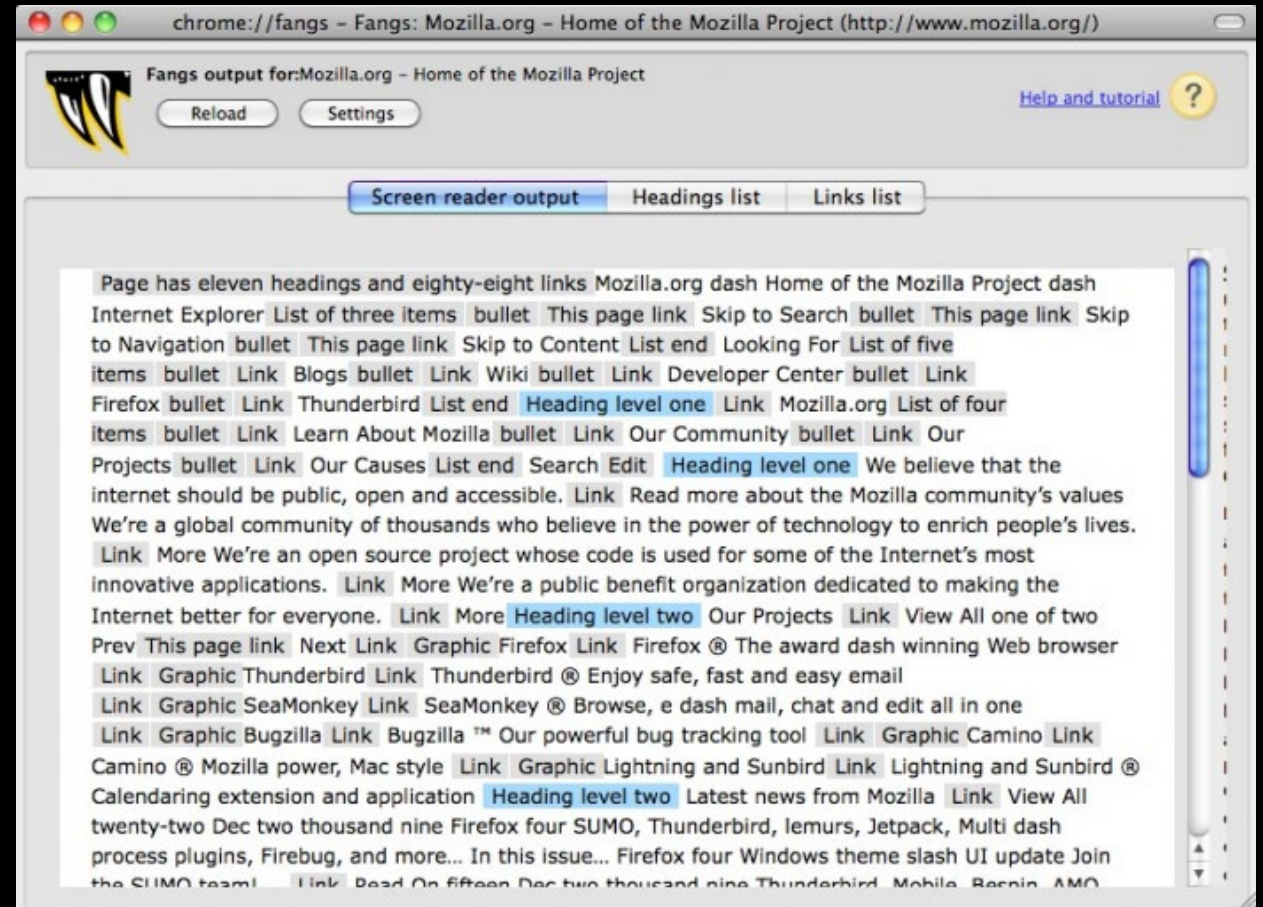 chrome://fangs – Fangs: Mozilla.org – Home of the Mozilla Project (http://www.mozilla.org/)
Fangs output for:Mozilla.org – Home of the Mozilla Project
Reload Settings
Help and tutorial ?
Screen reader output Headings list Links list
Page has eleven headings and eighty-eight links Mozilla.org dash Home of the Mozilla Project dash
Internet Explorer List of three items bullet This page link Skip to Search bullet This page link Skip
to Navigation bullet This page link Skip to Content List end Looking For List of five
items bullet Link Blogs bullet Link Wiki bullet Link Developer Center bullet Link
Firefox bullet Link Thunderbird List end Heading level one Link Mozilla.org List of four
items bullet Link Learn About Mozilla bullet Link Our Community bullet Link Our
Projects bullet Link Our Causes List end Search Edit Heading level one We believe that the
internet should be public, open and accessible. Link Read more about the Mozilla community’s values
We’re a global community of thousands who believe in the power of technology to enrich people’s lives.
Link More We’re an open source project whose code is used for some of the Internet’s most
innovative applications. Link More We’re a public benefit organization dedicated to making the
Internet better for everyone. Link More Heading level two Our Projects Link View All one of two
Prev This page link Next Link Graphic Firefox Link Firefox ® The award dash winning Web browser
Link Graphic Thunderbird Link Thunderbird ® Enjoy safe, fast and easy email
Link Graphic SeaMonkey Link SeaMonkey ® Browse, e dash mail, chat and edit all in one
Link Graphic Bugzilla Link Bugzilla ™ Our powerful bug tracking tool Link Graphic Camino Link
Camino ® Mozilla power, Mac style Link Graphic Lightning and Sunbird Link Lightning and Sunbird ®
Calendaring extension and application Heading level two Latest news from Mozilla Link View All
twenty-two Dec two thousand nine Firefox four SUMO, Thunderbird, lemurs, Jetpack, Multi dash
process plugins, Firebug, and more... In this issue... Firefox four Windows theme slash UI update Join
the SUMO team! ... Link Read On fifteen Dec two thousand nine Thunderbird, Mobile, Bespin, AMO